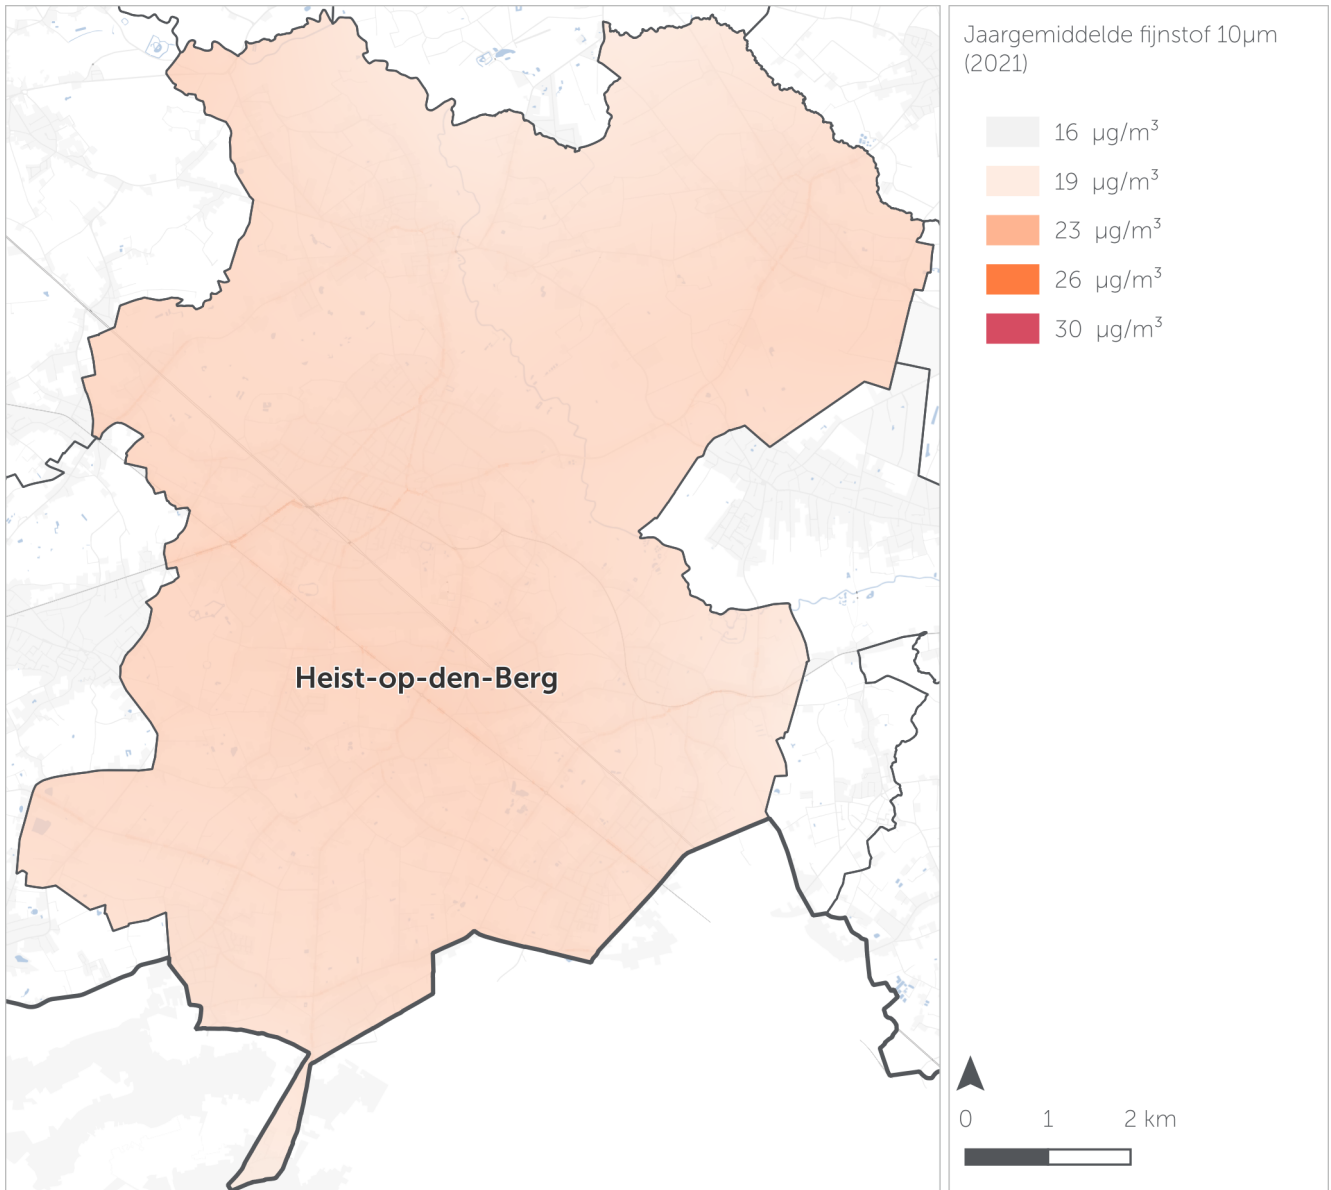 Jaargemiddelde fijnstof 10µm
(2021)
16 µg/m³
19 µg/m³
23 µg/m³
26 µg/m³
30 µg/m³
Heist-op-den-Berg
0 1 2 km